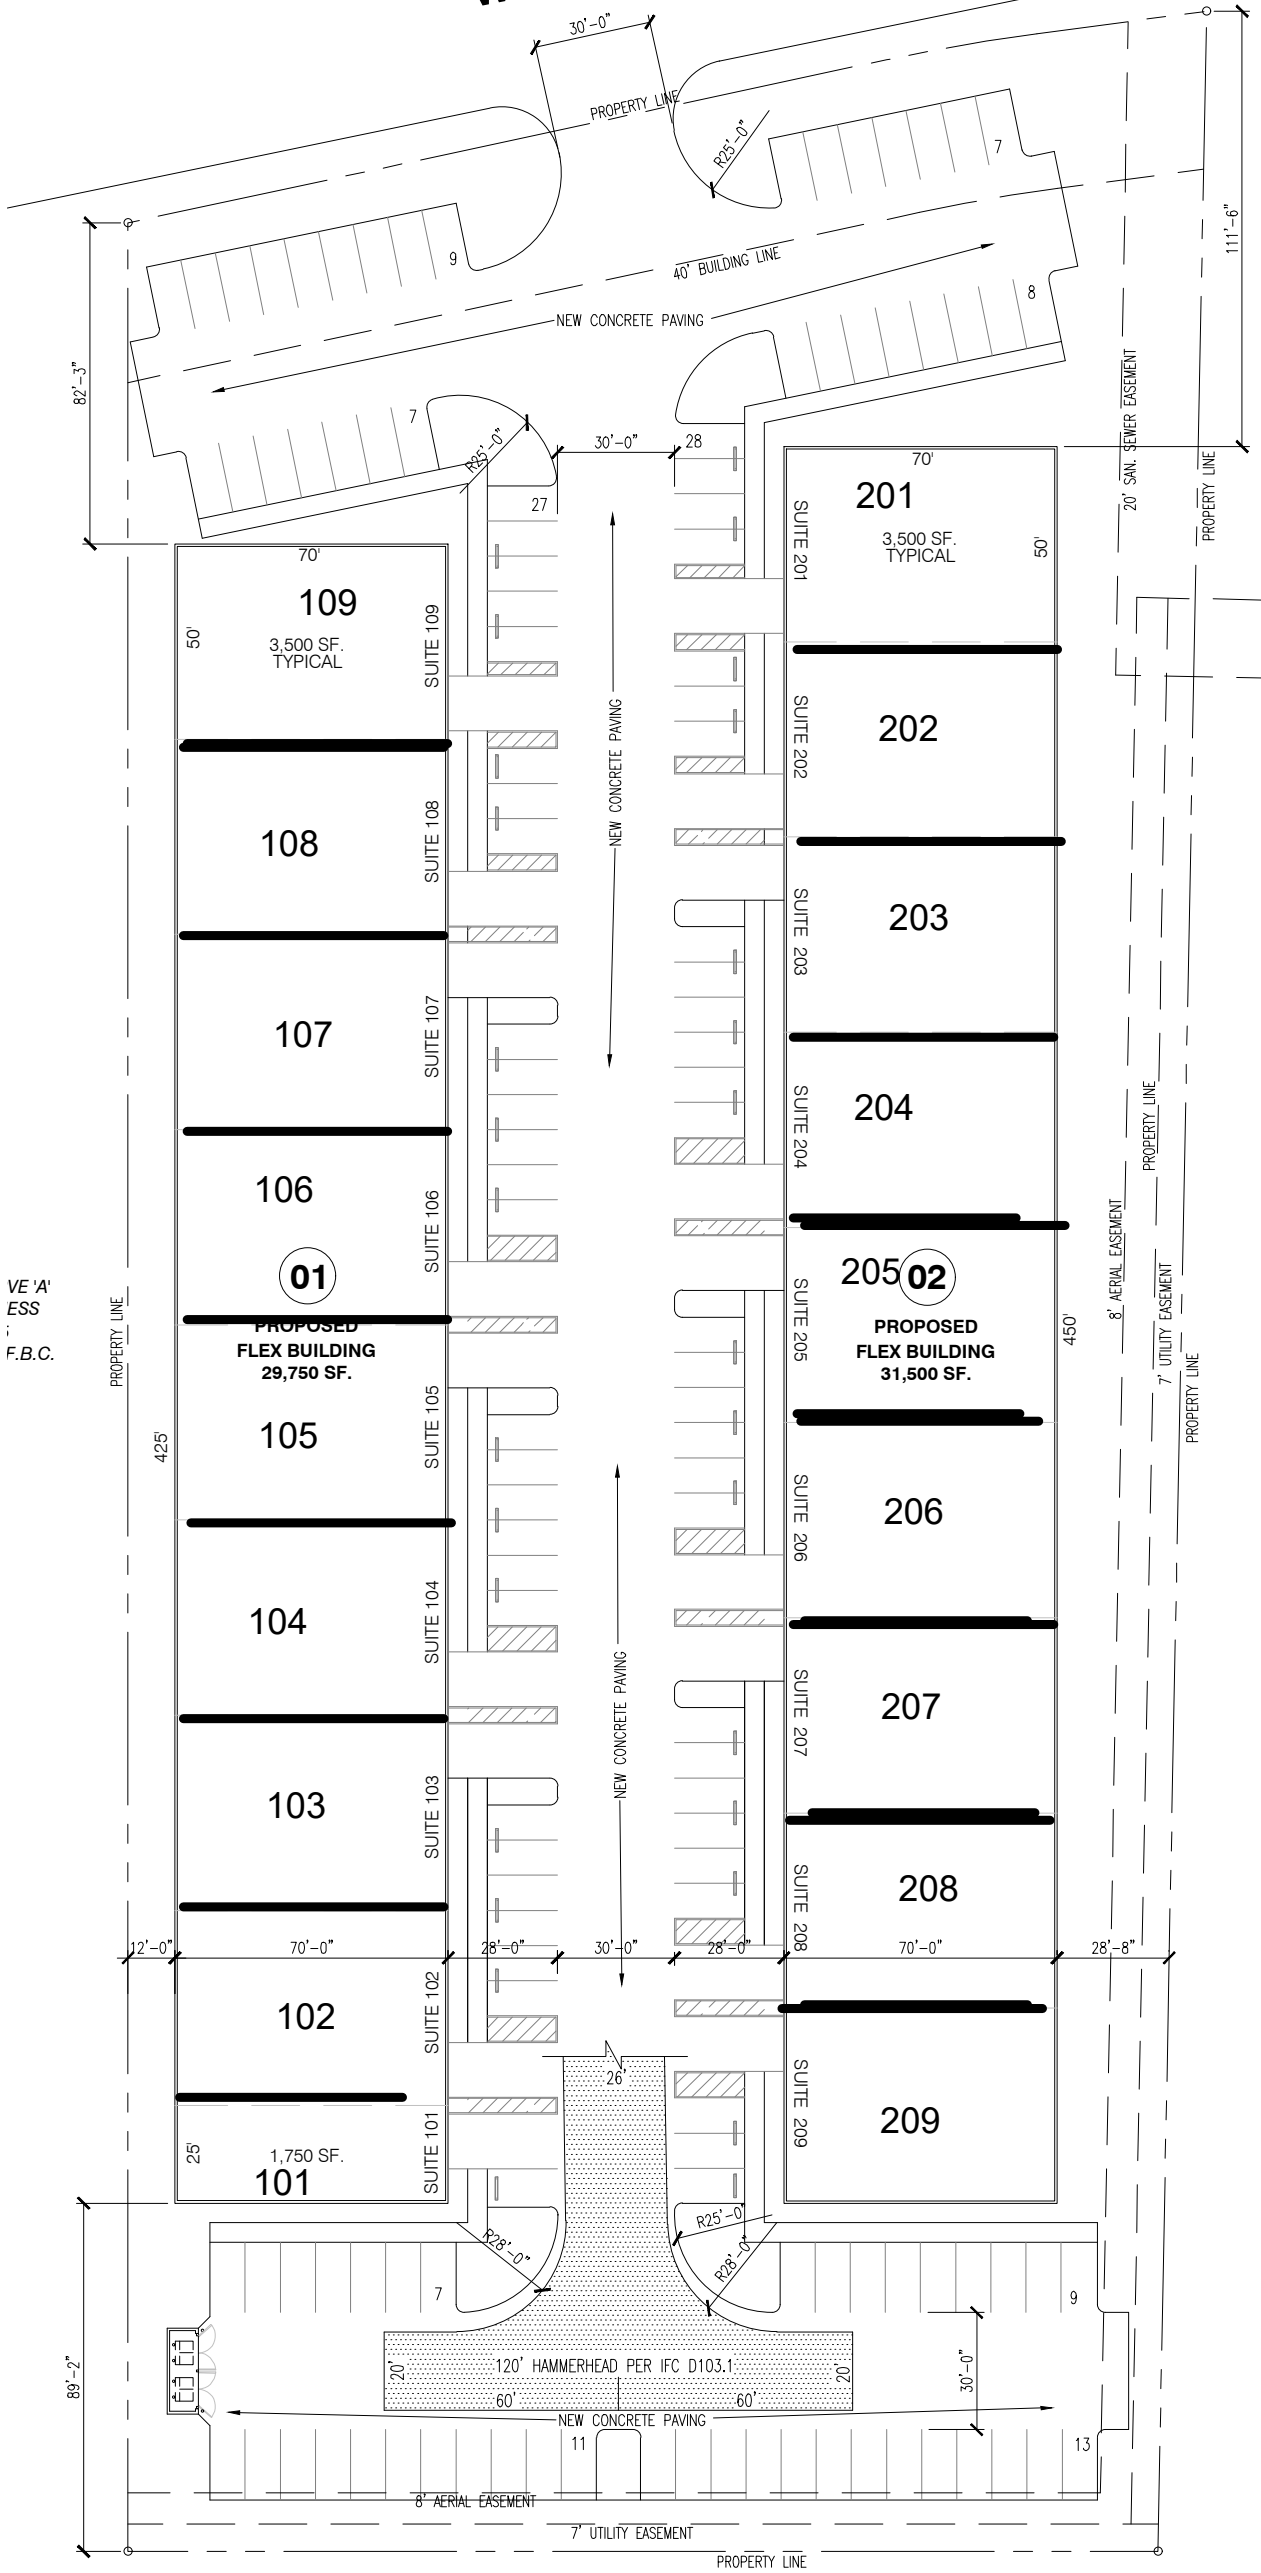 30'-0"
PROPERTY LINE
R25'-0"
7
111'-6"
9
40' BUILDING LINE
8
NEW CONCRETE PAVING
82'-3"
20' SAN. SEWER EASEMENT
PROPERTY LINE
7
R25'-0"
30'-0"
28
27
70'
201
3,500 SF.
TYPICAL
50'
SUITE 201
70'
109
3,500 SF.
TYPICAL
50'
SUITE 109
NEW CONCRETE PAVING
202
SUITE 202
108
SUITE 108
203
SUITE 203
107
SUITE 107
204
SUITE 204
PROPERTY LINE
106
SUITE 106
8' AERIAL EASEMENT
01
PROPOSED
FLEX BUILDING
29,750 SF.
205
02
PROPOSED
FLEX BUILDING
31,500 SF.
SUITE 205
450'
7' UTILITY EASEMENT
PROPERTY LINE
VE 'A'
ESS
F.B.C.
PROPERTY LINE
425'
105
SUITE 105
206
SUITE 206
104
SUITE 104
NEW CONCRETE PAVING
207
SUITE 207
103
SUITE 103
208
SUITE 208
12'-0"
70'-0"
28'-0"
30'-0"
28'-0"
70'-0"
28'-8"
102
SUITE 102
26'
209
SUITE 209
25'
1,750 SF.
101
SUITE 101
R28'-0"
R25'-0"
R28'-0"
7
9
89'-2"
20'
120' HAMMERHEAD PER IFC D103.1
20'
30'-0"
60'
60'
NEW CONCRETE PAVING
11
13
8' AERIAL EASEMENT
7' UTILITY EASEMENT
PROPERTY LINE